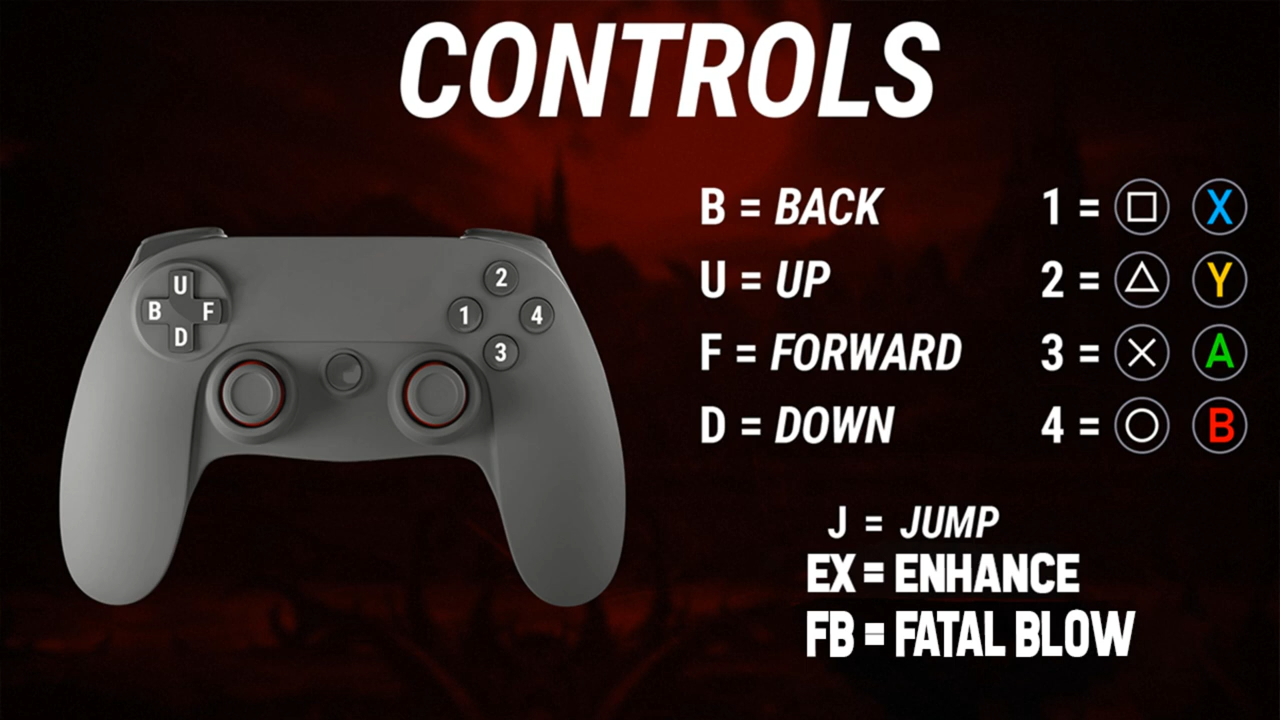 CONTROLS
B = BACK
1 = □ X
U = UP
2 = △ Y
F = FORWARD
3 = ✕ A
D = DOWN
4 = ○ B
J = JUMP
EX = ENHANCE
FB = FATAL BLOW
U
B F
D
2
1 4
3